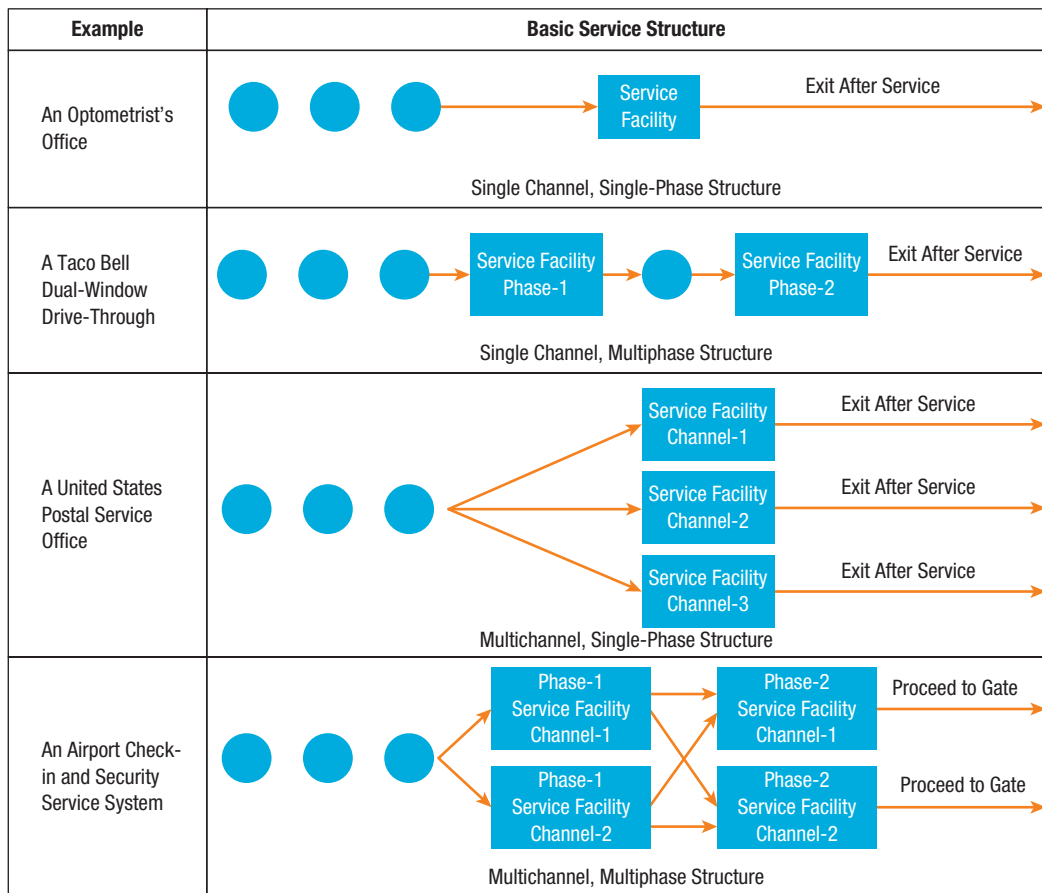 Example
Basic Service Structure
An Optometrist's
Office
Service
Facility
Exit After Service
Single Channel, Single-Phase Structure
A Taco Bell
Dual-Window
Drive-Through
Service Facility
Phase-1
Service Facility
Phase-2
Exit After Service
Single Channel, Multiphase Structure
A United States
Postal Service
Office
Service Facility
Channel-1
Exit After Service
Service Facility
Channel-2
Exit After Service
Service Facility
Channel-3
Exit After Service
Multichannel, Single-Phase Structure
An Airport Check-
in and Security
Service System
Phase-1
Service Facility
Channel-1
Phase-2
Service Facility
Channel-1
Proceed to Gate
Phase-1
Service Facility
Channel-2
Phase-2
Service Facility
Channel-2
Proceed to Gate
Multichannel, Multiphase Structure